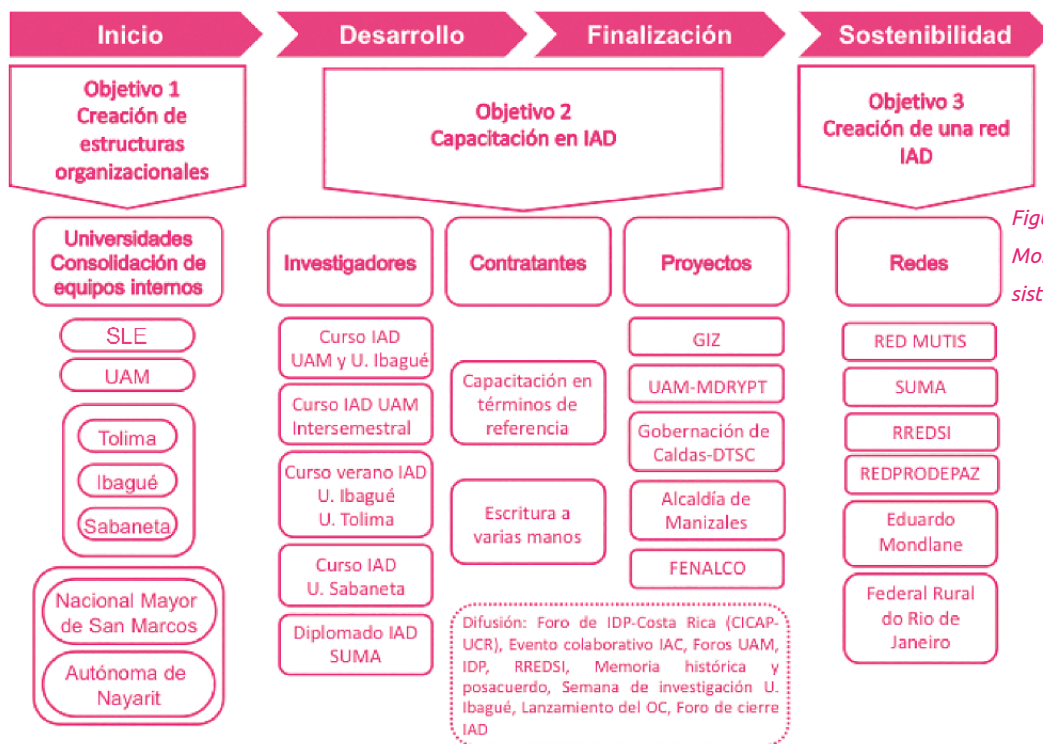 Inicio
Desarrollo
Finalización
Sostenibilidad
Objetivo 1
Creación de
estructuras
organizacionales
Objetivo 2
Capacitación en IAD
Objetivo 3
Creación de una red
IAD
Universidades
Consolidación de
equipos internos
SLE
UAM
Tolima
Ibagué
Sabaneta
Nacional Mayor
de San Marcos
Autónoma de
Nayarit
Investigadores
Curso IAD
UAM y U. Ibagué
Curso IAD UAM
Intersemestral
Curso verano IAD
U. Ibagué
U. Tolima
Curso IAD
U. Sabaneta
Diplomado IAD
SUMA
Contratantes
Capacitación en
términos de
referencia
Escritura a
varias manos
Proyectos
GIZ
UAM-MDRYPT
Gobernación de
Caldas-DTSC
Alcaldía de
Manizales
FENALCO
Difusión: Foro de IDP-Costa Rica (CICAP-
UCR), Evento colaborativo IAC, Foros UAM,
IDP, RREDSI, Memoria histórica y
posacuerdo, Semana de investigación U.
Ibagué, Lanzamiento del OC, Foro de cierre
IAD
Redes
RED MUTIS
SUMA
RREDSI
REDPRODEPAZ
Eduardo
Mondlane
Federal Rural
do Rio de
Janeiro